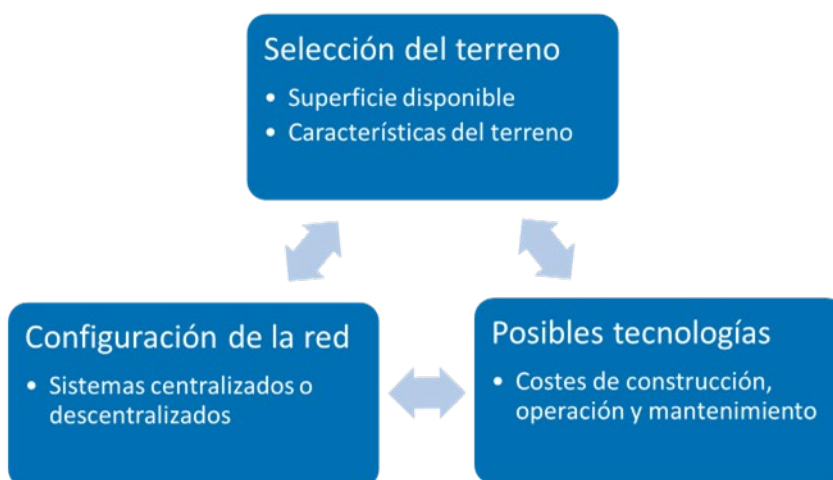 Selección del terreno
• Superficie disponible
• Características del terreno
Configuración de la red
• Sistemas centralizados o
descentralizados
Posibles tecnologías
• Costes de construcción,
operación y mantenimiento